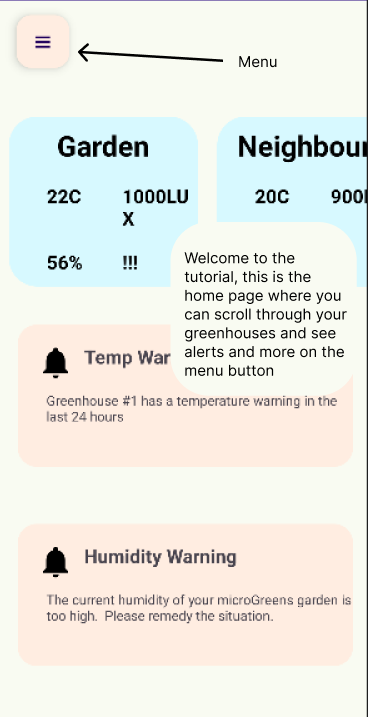 Menu
Garden
22C
1000LU
X
56%
!!!
Neighbour
20C
900
Welcome to the
tutorial, this is the
home page where you
can scroll through your
greenhouses and see
alerts and more on the
menu button
Temp War
Greenhouse #1 has a temperature warning in the
last 24 hours
Humidity Warning
The current humidity of your microGreens garden is
too high. Please remedy the situation.